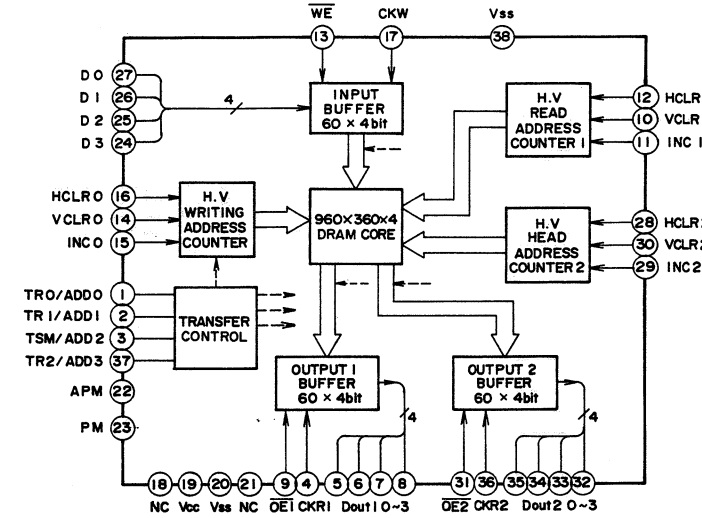 WE CKW Vss
13 17 38
D0 27
D1 26
D2 25
D3 24
4
INPUT
BUFFER
60 × 4bit
H.V
READ
ADDRESS
COUNTER 1
12 HCLR
10 VCLR
11 INC 1
HCLR0 16
VCLR0 14
INC0 15
H.V
WRITING
ADDRESS
COUNTER
960×360×4
DRAM CORE
H.V
HEAD
ADDRESS
COUNTER 2
28 HCLR2
30 VCLR2
29 INC2
TR0/ADD0 1
TR1/ADD1 2
TSM/ADD2 3
TR2/ADD3 37
TRANSFER
CONTROL
APM 22
PM 23
OUTPUT 1
BUFFER
60 × 4bit
4
OUTPUT 2
BUFFER
60 × 4bit
4
18 19 20 21 9 4 5 6 7 8 31 36 35 34 33 32
NC Vcc Vss NC OE1 CKR1 Dout1 0~3 OE2 CKR2 Dout2 0~3